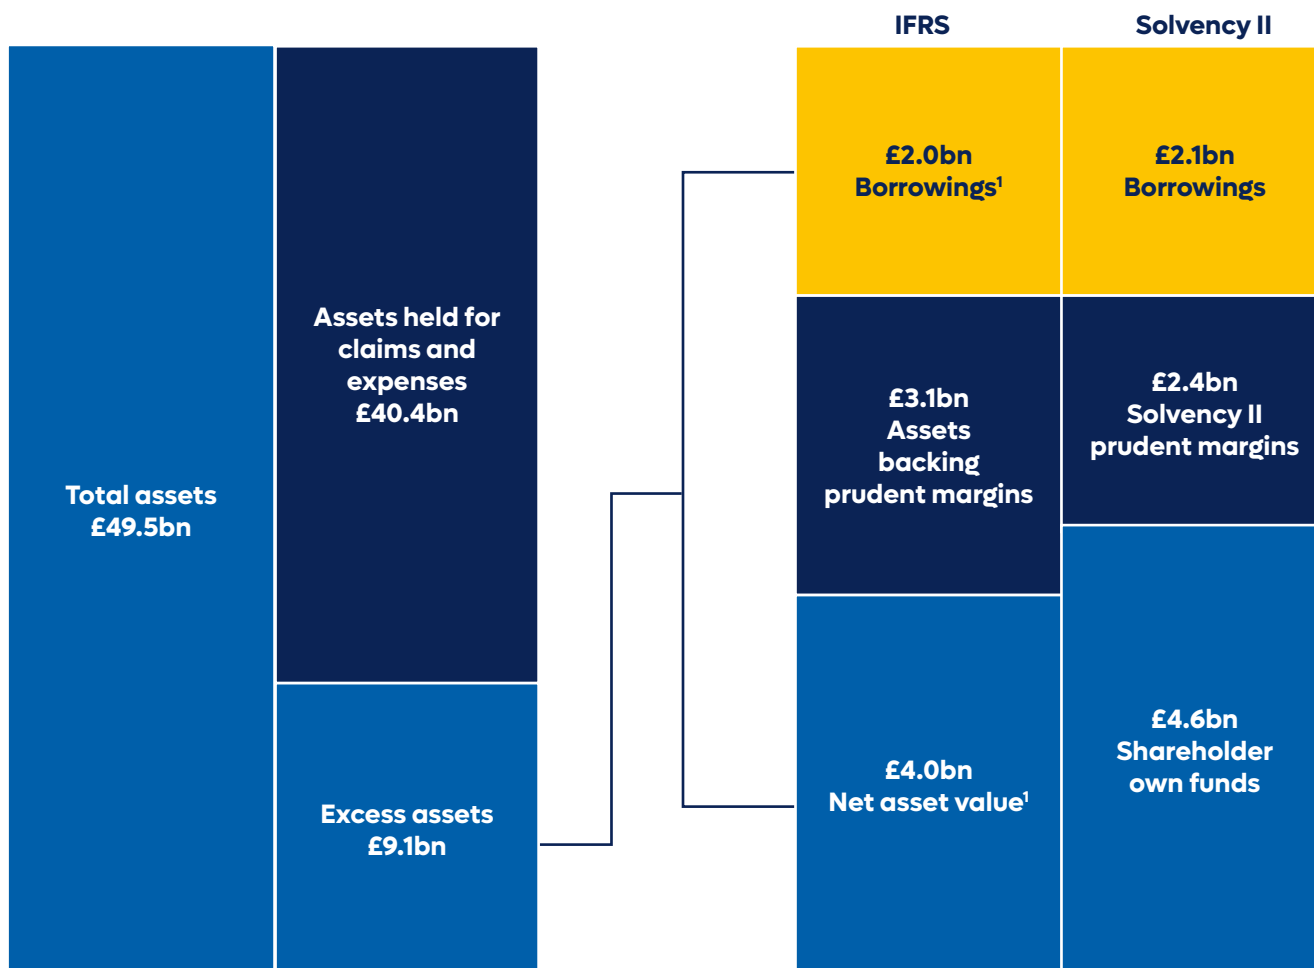 IFRS
Solvency II
Total assets
£49.5bn
Assets held for
claims and
expenses
£40.4bn
Excess assets
£9.1bn
£2.0bn
Borrowings¹
£3.1bn
Assets
backing
prudent margins
£4.0bn
Net asset value¹
£2.1bn
Borrowings
£2.4bn
Solvency II
prudent margins
£4.6bn
Shareholder
own funds